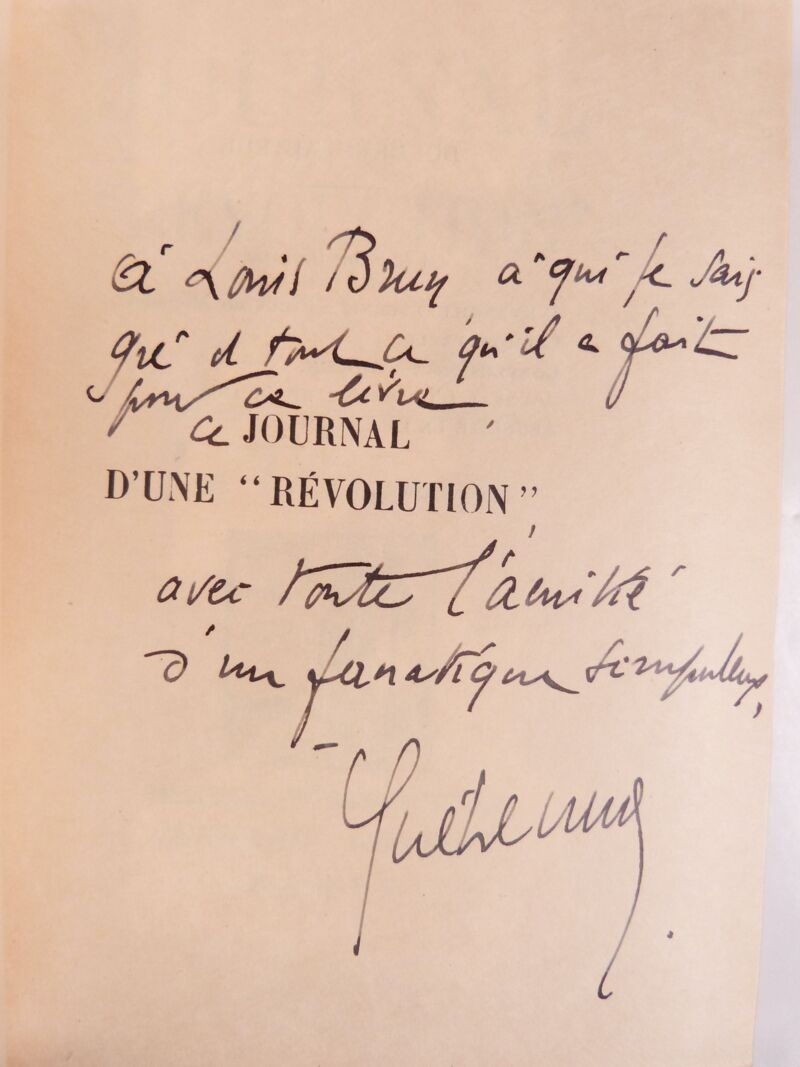 à Louis Brun, à qui je sais
gré de tout ce qu'il a fait
pour ce livre,
ce JOURNAL
D'UNE “RÉVOLUTION”,
avec toute l'amitié
d'un fanatique scrupuleux,
- Guéhenno.